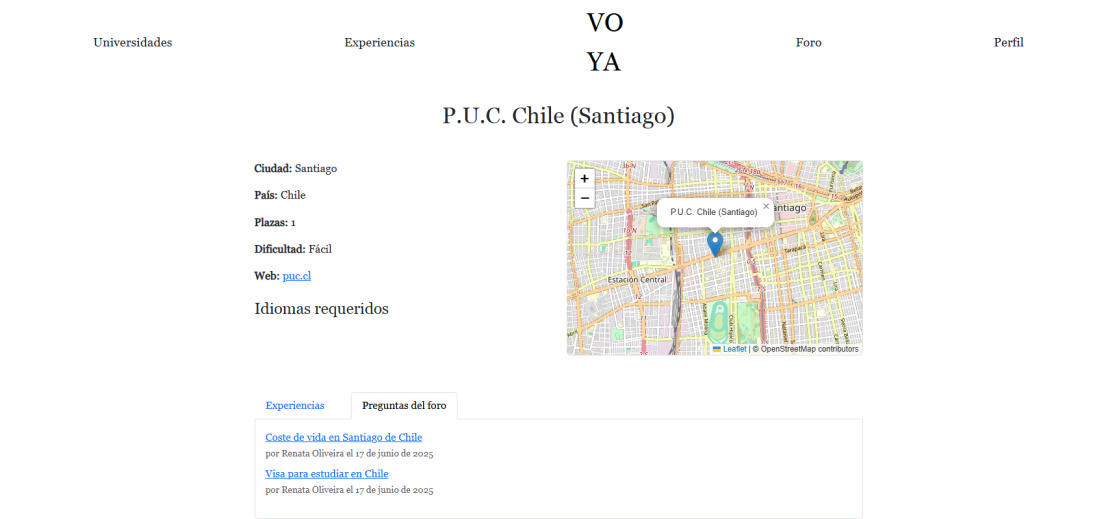 Universidades
Experiencias
VO
YA
Foro
Perfil
P.U.C. Chile (Santiago)
Ciudad: Santiago
País: Chile
Plazas: 1
Dificultad: Fácil
Web: puc.cl
Idiomas requeridos
+
−
P.U.C. Chile (Santiago)
×
antiago
Tarapacá
Estación Central
Leaflet | © OpenStreetMap contributors
Experiencias
Preguntas del foro
Coste de vida en Santiago de Chile
por Renata Oliveira el 17 de junio de 2025
Visa para estudiar en Chile
por Renata Oliveira el 17 de junio de 2025